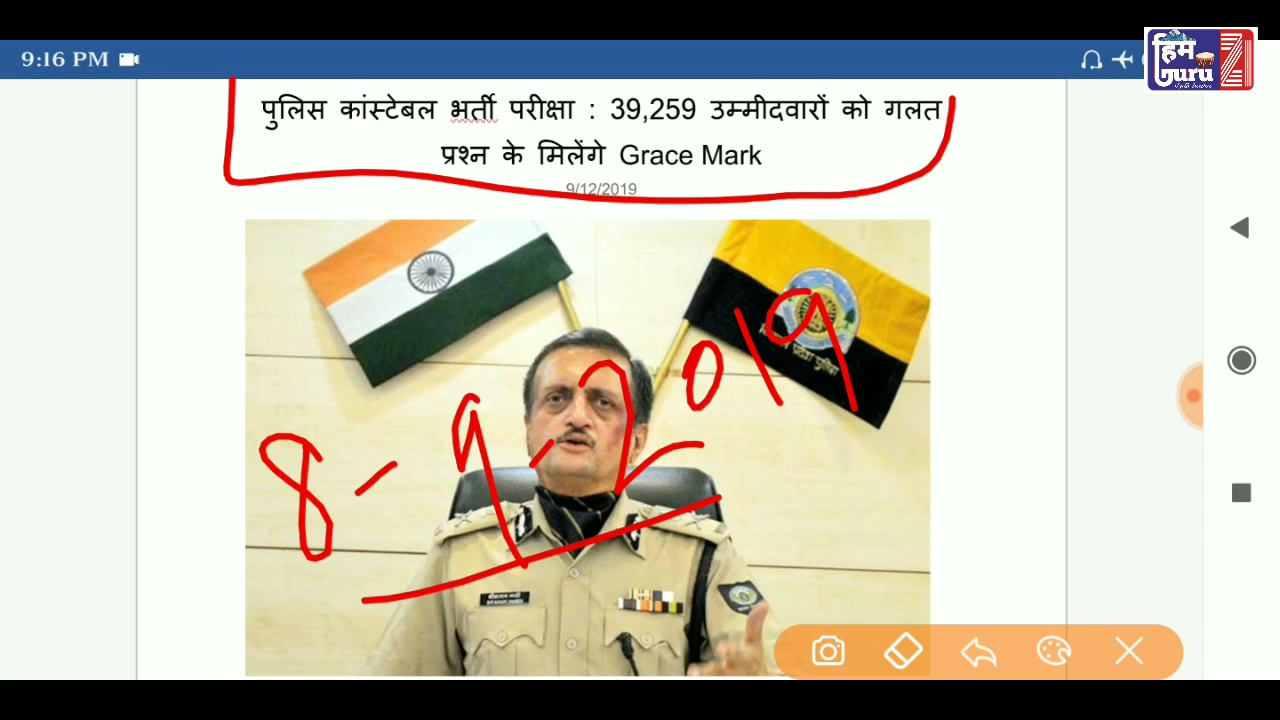 9:16 PM
हिम
Guru
पुलिस कांस्टेबल भर्ती परीक्षा : 39,259 उम्मीदवारों को गलत
प्रश्न के मिलेंगे Grace Mark
9/12/2019
8-9-2019